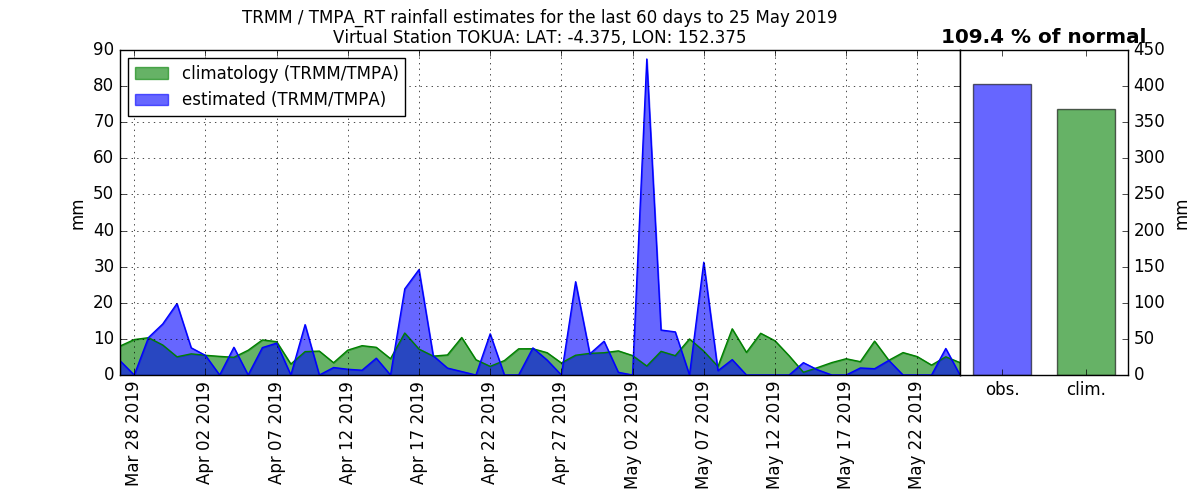 TRMM / TMPA_RT rainfall estimates for the last 60 days to 25 May 2019
Virtual Station TOKUA: LAT: -4.375, LON: 152.375
109.4 % of normal
climatology (TRMM/TMPA)
estimated (TRMM/TMPA)
mm
90
80
70
60
50
40
30
20
10
0
Mar 28 2019
Apr 02 2019
Apr 07 2019
Apr 12 2019
Apr 17 2019
Apr 22 2019
Apr 27 2019
May 02 2019
May 07 2019
May 12 2019
May 17 2019
May 22 2019
obs.
clim.
450
400
350
300
250
200
150
100
50
0
mm